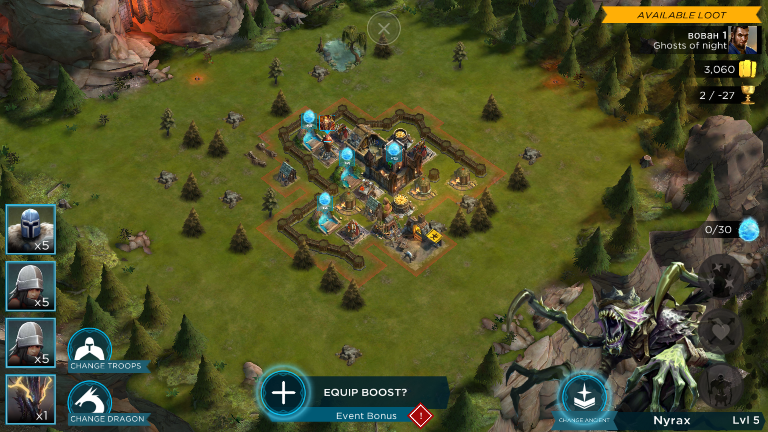 AVAILABLE LOOT
вован 1
Ghosts of night
3,060
2 / -27
0/30
x5
x5
x5
x1
CHANGE TROOPS
CHANGE DRAGON
EQUIP BOOST?
Event Bonus
CHANGE ANCIENT
Nyrax
Lvl 5